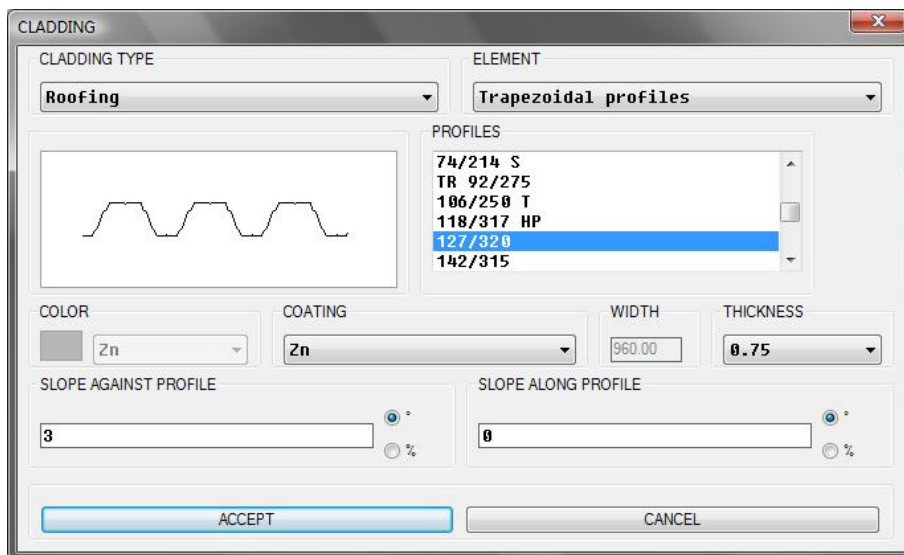 CLADDING
CLADDING TYPE
ELEMENT
Roofing
Trapezoidal profiles
PROFILES
74/214 S
TR 92/275
106/250 T
118/317 HP
127/320
142/315
COLOR
COATING
WIDTH
THICKNESS
Zn
Zn
960.00
0.75
SLOPE AGAINST PROFILE
SLOPE ALONG PROFILE
3
°
%
0
°
%
ACCEPT
CANCEL